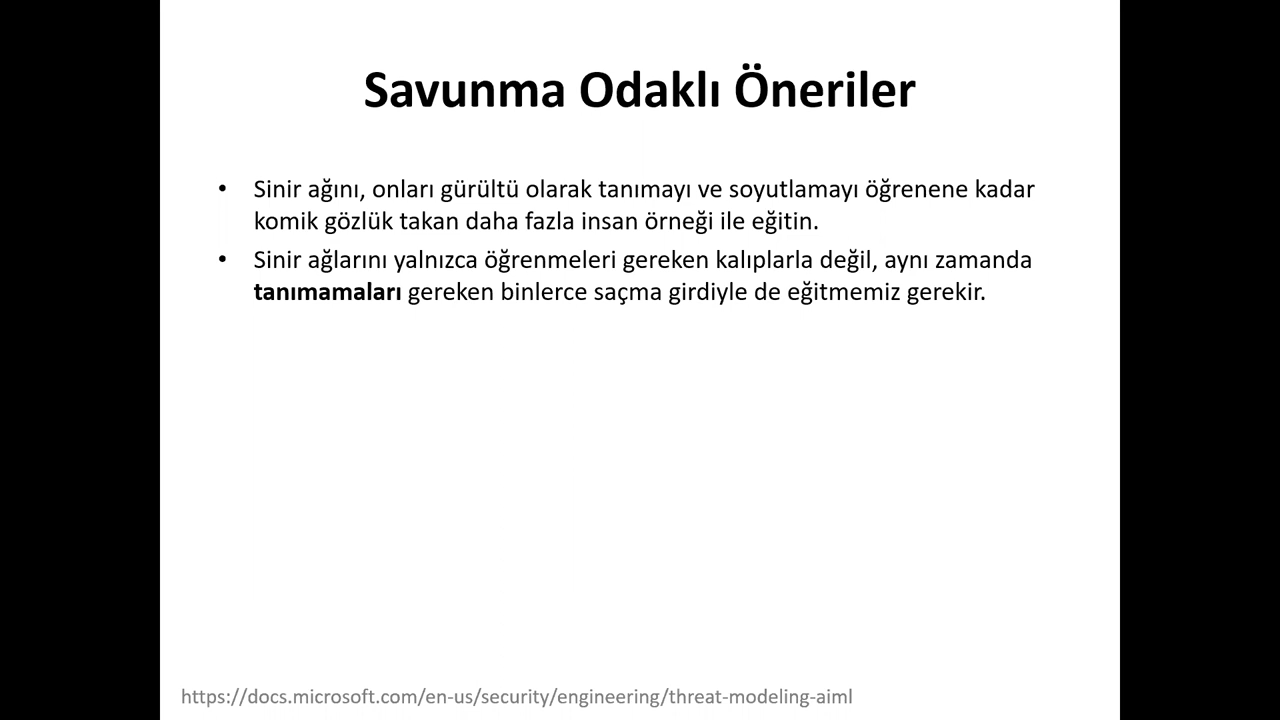 Savunma Odaklı Öneriler
• Sinir ağını, onları gürültü olarak tanımayı ve soyutlamayı öğrenene kadar
komik gözlük takan daha fazla insan örneği ile eğitin.
• Sinir ağlarını yalnızca öğrenmeleri gereken kalıplarla değil, aynı zamanda
tanımamaları gereken binlerce saçma girdiyle de eğitmemiz gerekir.
https://docs.microsoft.com/en-us/security/engineering/threat-modeling-aiml